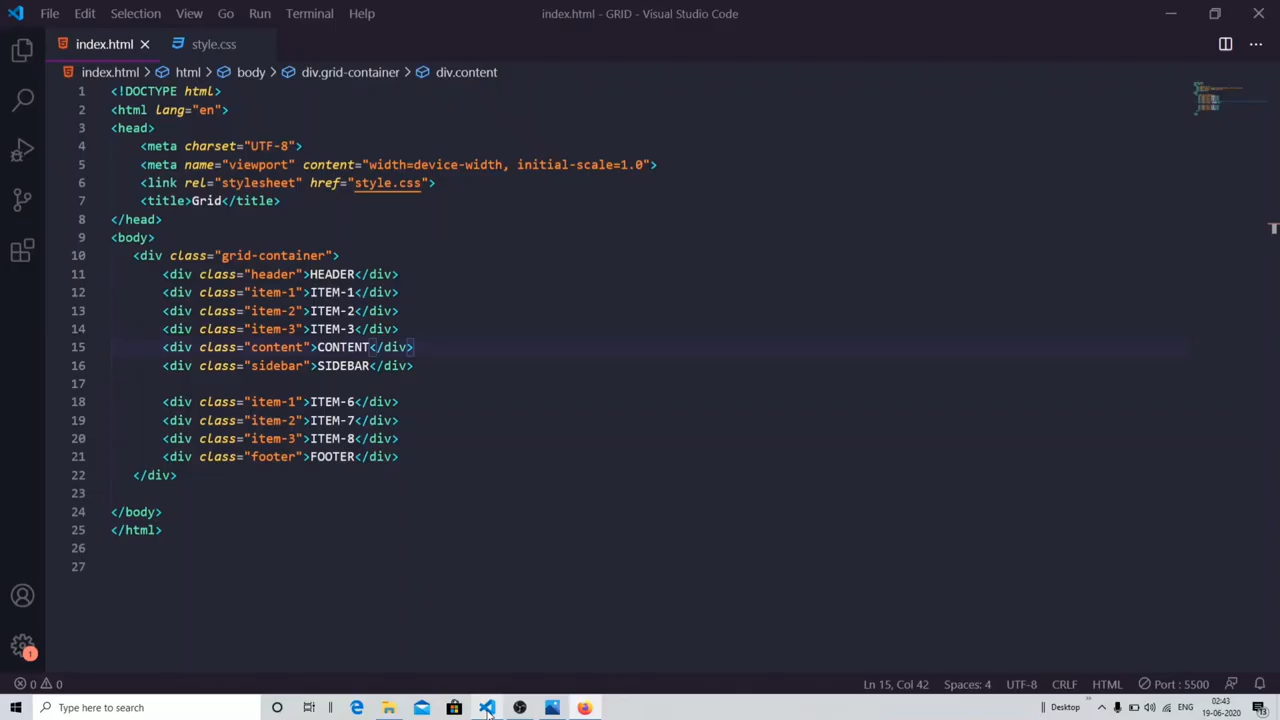 File Edit Selection View Go Run Terminal Help index.html - GRID - Visual Studio Code
index.html style.css
index.html > html > body > div.grid-container > div.content
1 <!DOCTYPE html>
2 <html lang="en">
3 <head>
4 <meta charset="UTF-8">
5 <meta name="viewport" content="width=device-width, initial-scale=1.0">
6 <link rel="stylesheet" href="style.css">
7 <title>Grid</title>
8 </head>
9 <body>
10 <div class="grid-container">
11 <div class="header">HEADER</div>
12 <div class="item-1">ITEM-1</div>
13 <div class="item-2">ITEM-2</div>
14 <div class="item-3">ITEM-3</div>
15 <div class="content">CONTENT</div>
16 <div class="sidebar">SIDEBAR</div>
17
18 <div class="item-1">ITEM-6</div>
19 <div class="item-2">ITEM-7</div>
20 <div class="item-3">ITEM-8</div>
21 <div class="footer">FOOTER</div>
22 </div>
23
24 </body>
25 </html>
26
27
1
0 0 Ln 15, Col 42 Spaces: 4 UTF-8 CRLF HTML Port : 5500
Type here to search Desktop ENG 02:43
19-06-2020